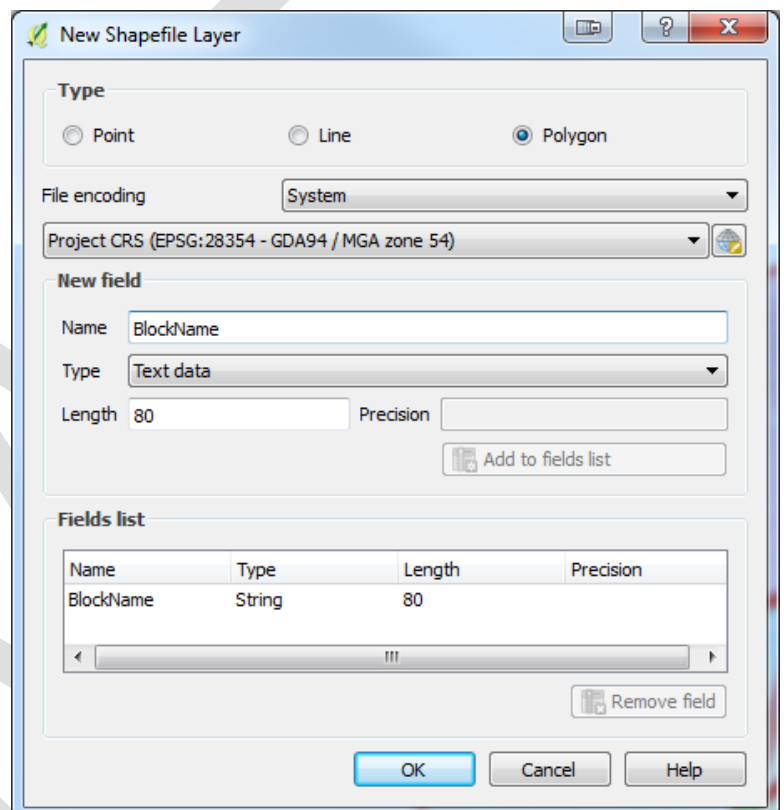 New Shapefile Layer
Type
Point Line Polygon
File encoding System
Project CRS (EPSG:28354 - GDA94 / MGA zone 54)
New field
Name BlockName
Type Text data
Length 80 Precision
Add to fields list
Fields list
Name Type Length Precision
BlockName String 80
Remove field
OK Cancel Help